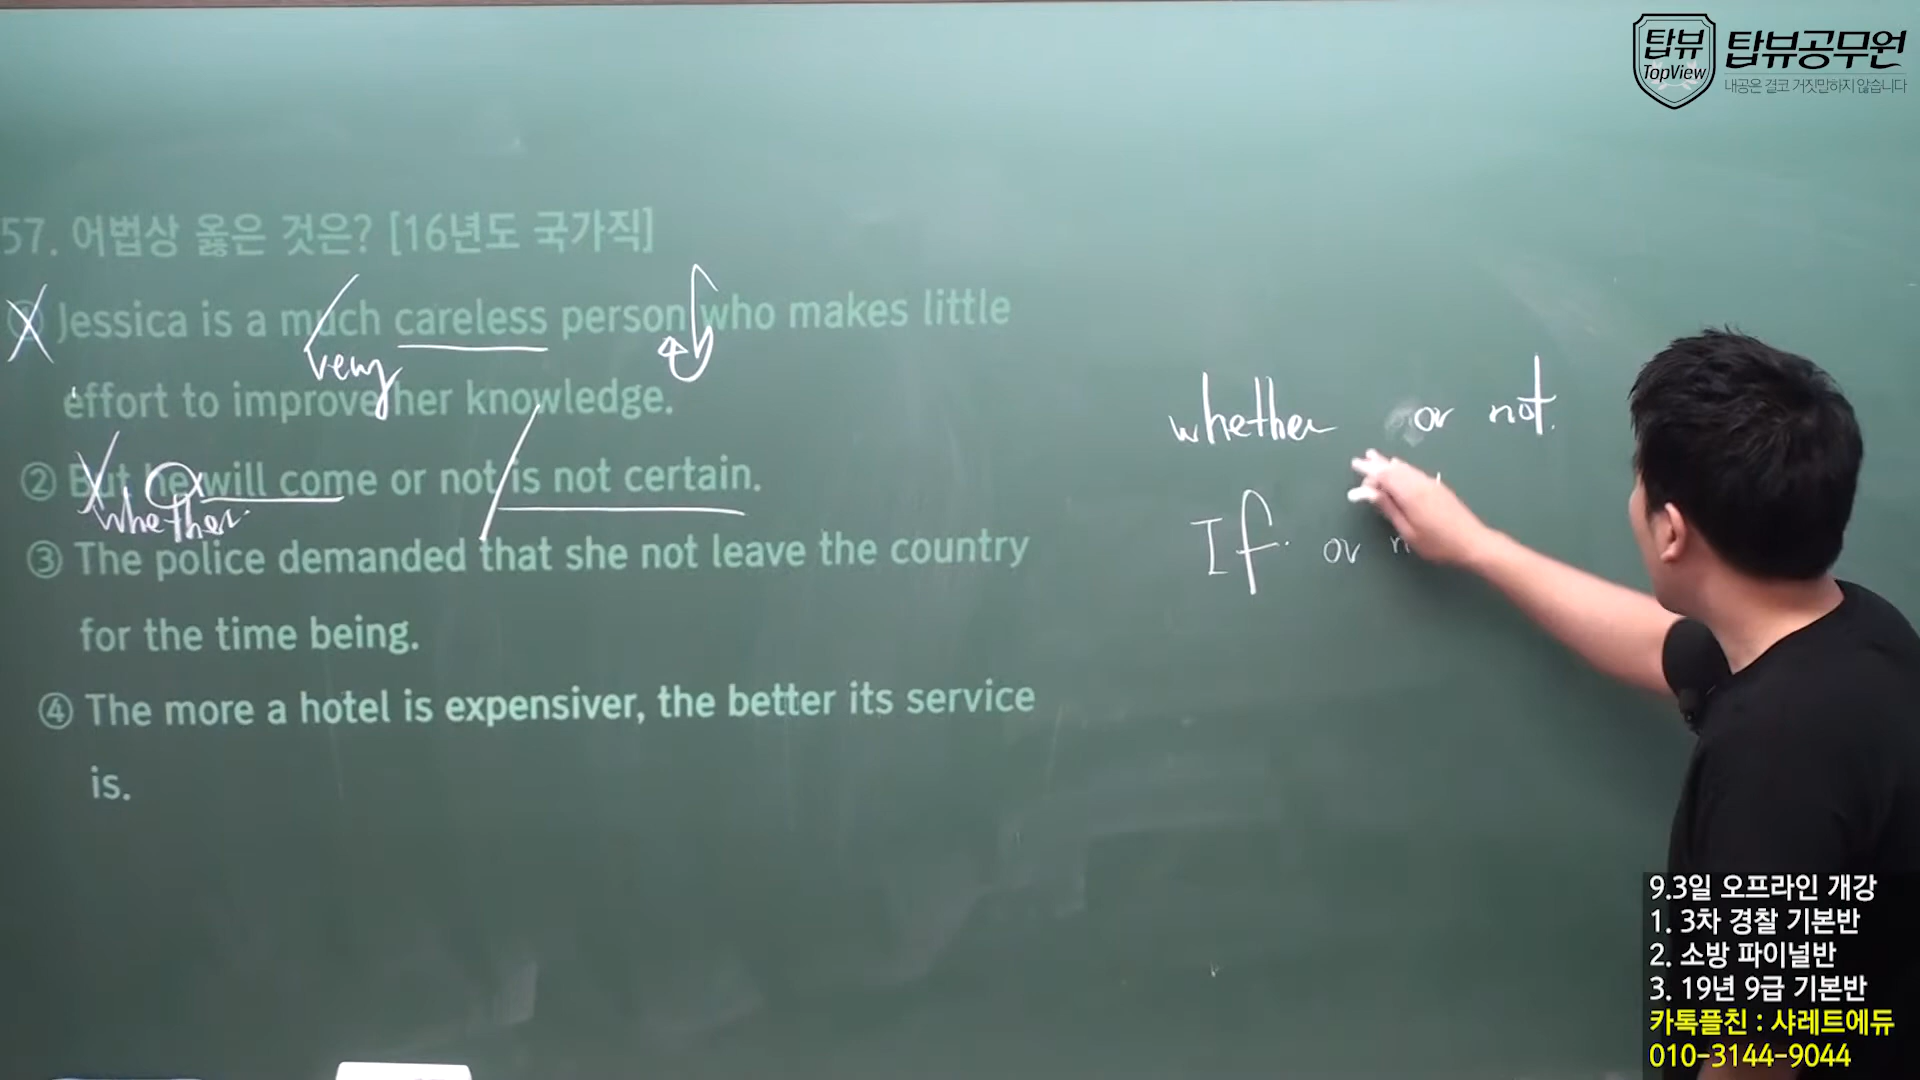 탑뷰
TopView
탑뷰공무원
내공은 결코 거짓말하지 않습니다
57. 어법상 옳은 것은? [16년도 국가직]
① Jessica is a much careless person who makes little
very
effort to improve her knowledge.
② But he will come or not is not certain.
whether.
③ The police demanded that she not leave the country
for the time being.
④ The more a hotel is expensiver, the better its service
is.
whether or not.
If. or
9.3일 오프라인 개강
1. 3차 경찰 기본반
2. 소방 파이널반
3. 19년 9급 기본반
카톡플친 : 샤레트에듀
010-3144-9044